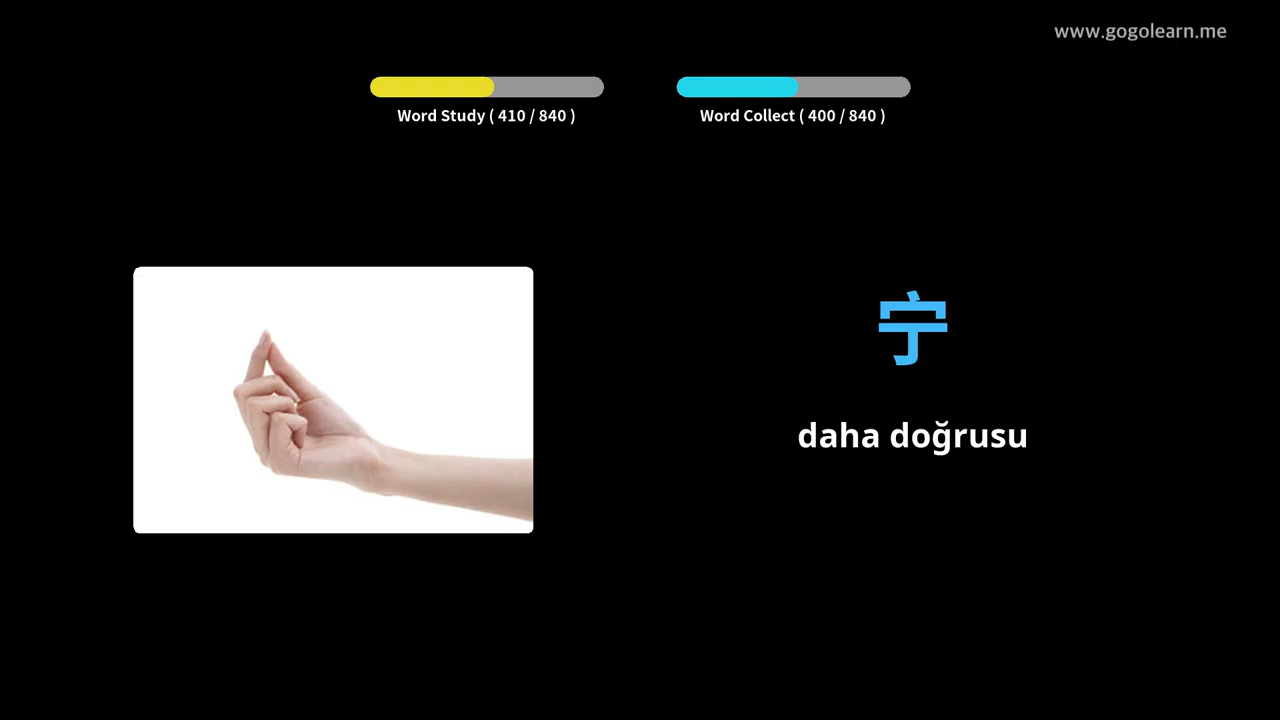 www.gogolearn.me
Word Study ( 410 / 840 )
Word Collect ( 400 / 840 )
宁
daha doğrusu